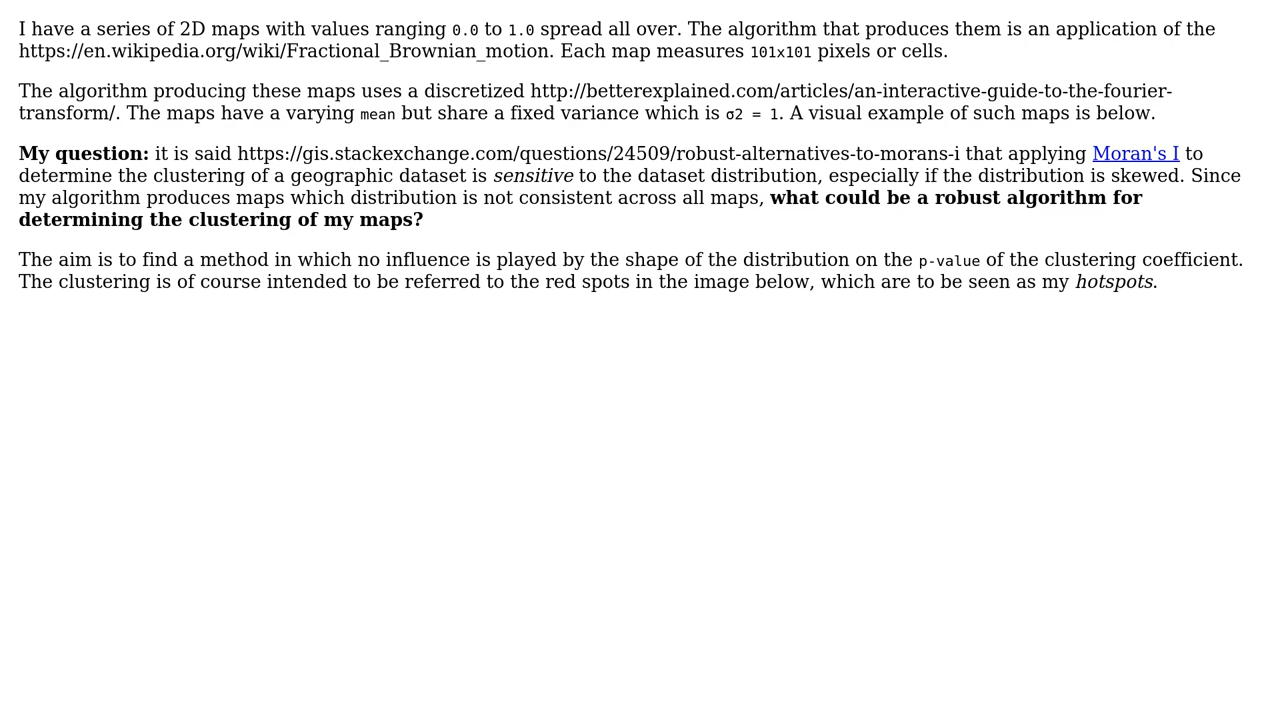 I have a series of 2D maps with values ranging 0.0 to 1.0 spread all over. The algorithm that produces them is an application of the
https://en.wikipedia.org/wiki/Fractional_Brownian_motion. Each map measures 101x101 pixels or cells.
The algorithm producing these maps uses a discretized http://betterexplained.com/articles/an-interactive-guide-to-the-fourier-
transform/. The maps have a varying mean but share a fixed variance which is σ2 = 1. A visual example of such maps is below.
My question: it is said https://gis.stackexchange.com/questions/24509/robust-alternatives-to-morans-i that applying Moran's I to
determine the clustering of a geographic dataset is sensitive to the dataset distribution, especially if the distribution is skewed. Since
my algorithm produces maps which distribution is not consistent across all maps, what could be a robust algorithm for
determining the clustering of my maps?
The aim is to find a method in which no influence is played by the shape of the distribution on the p-value of the clustering coefficient.
The clustering is of course intended to be referred to the red spots in the image below, which are to be seen as my hotspots.